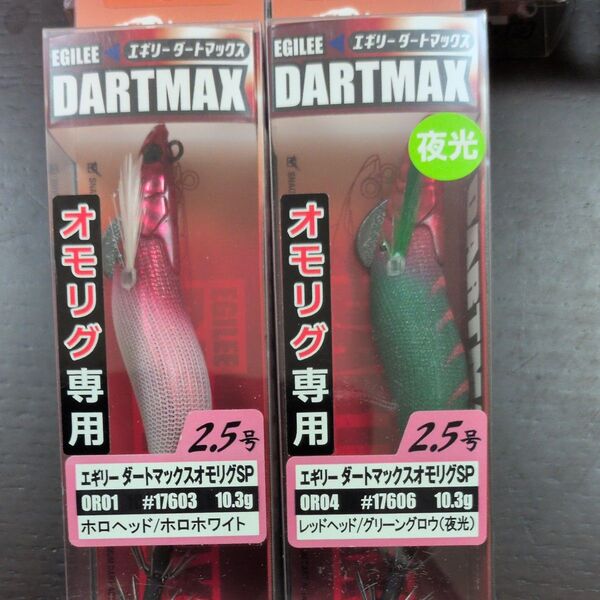 EGILEE エギリーダートマックス
DARTMAX
オモリグ専用
2.5号
エギリー ダートマックスオモリグSP
OR01 #17603 10.3g
ホロヘッド/ホロホワイト
EGILEE エギリーダートマックス
DARTMAX
夜光
オモリグ専用
2.5号
エギリー ダートマックスオモリグSP
OR04 #17606 10.3g
レッドヘッド/グリーングロウ(夜光)
EGILEE